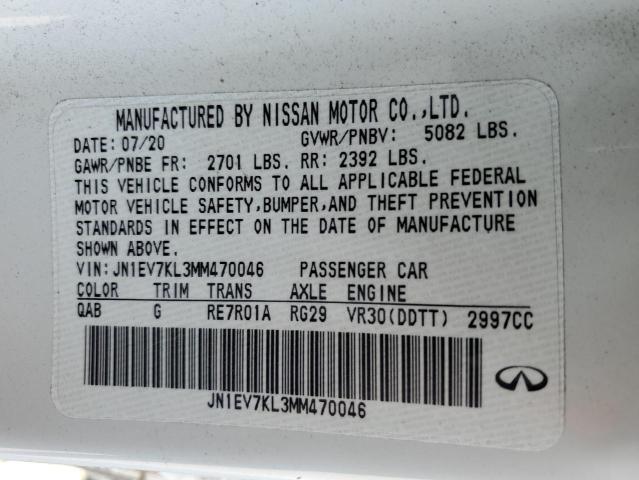 MANUFACTURED BY NISSAN MOTOR CO.,LTD.
DATE: 07/20 GVWR/PNBV: 5082 LBS.
GAWR/PNBE FR: 2701 LBS. RR: 2392 LBS.
THIS VEHICLE CONFORMS TO ALL APPLICABLE FEDERAL
MOTOR VEHICLE SAFETY,BUMPER,AND THEFT PREVENTION
STANDARDS IN EFFECT ON THE DATE OF MANUFACTURE
SHOWN ABOVE.
VIN:JN1EV7KL3MM470046 PASSENGER CAR
COLOR TRIM TRANS AXLE ENGINE
QAB G RE7R01A RG29 VR30(DDTT) 2997CC
JN1EV7KL3MM470046